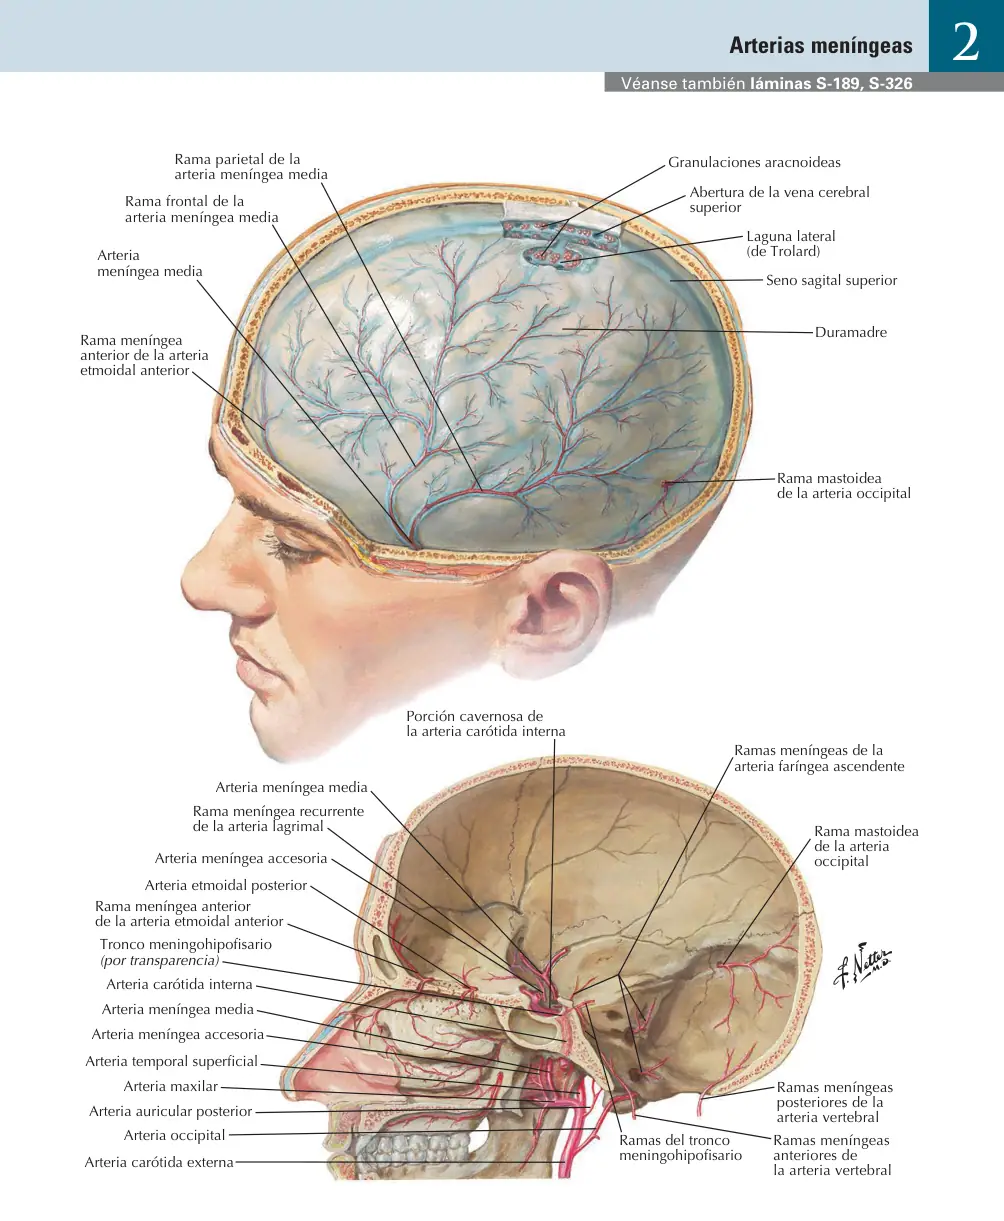 Arterias meníngeas
2
Véanse también láminas S-189, S-326
Rama parietal de la
arteria meníngea media
Rama frontal de la
arteria meníngea media
Arteria
meníngea media
Rama meníngea
anterior de la arteria
etmoidal anterior
Granulaciones aracnoideas
Abertura de la vena cerebral
superior
Laguna lateral
(de Trolard)
Seno sagital superior
Duramadre
Rama mastoidea
de la arteria occipital
Porción cavernosa de
la arteria carótida interna
Arteria meníngea media
Rama meníngea recurrente
de la arteria lagrimal
Arteria meníngea accesoria
Arteria etmoidal posterior
Rama meníngea anterior
de la arteria etmoidal anterior
Tronco meningohipofisario
(por transparencia)
Arteria carótida interna
Arteria meníngea media
Arteria meníngea accesoria
Arteria temporal superficial
Arteria maxilar
Arteria auricular posterior
Arteria occipital
Arteria carótida externa
Ramas meníngeas de la
arteria faríngea ascendente
Rama mastoidea
de la arteria
occipital
F. Netter
M.D.
Ramas meníngeas
posteriores de la
arteria vertebral
Ramas del tronco
meningohipofisario
Ramas meníngeas
anteriores de
la arteria vertebral